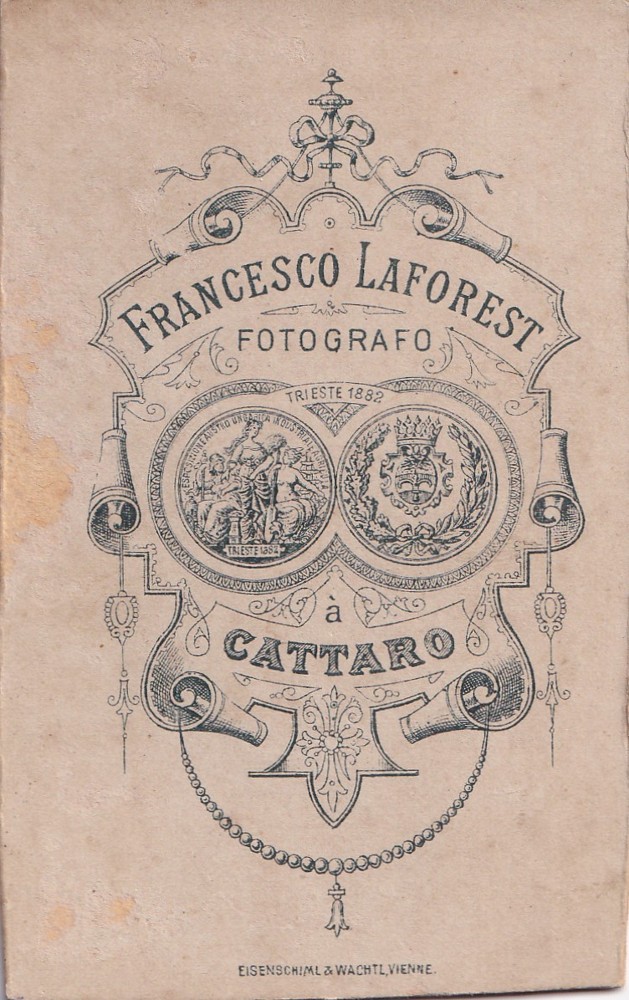 FRANCESCO LAFOREST
FOTOGRAFO
TRIESTE 1882
TRIESTE 1882
à
CATTARO
EISENSCHIML & WACHTL, VIENNE.